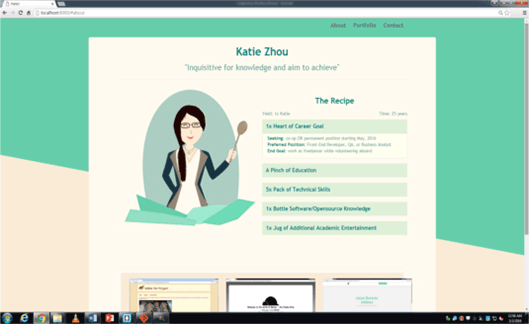 About Portfolio Contact
Katie Zhou
"Inquisitive for knowledge and aim to achieve"
The Recipe
Yield: 1x Katie Time: 25 years
1x Heart of Career Goal
Seeking: co-op OR permanent position starting May, 2016
Preferred Position: Front End Developer, QA, or Business Analyst
End Goal: work as freelancer while volunteering abroad
A Pinch of Education
5x Pack of Technical Skills
1x Bottle Software/Opensource Knowledge
1x Jug of Additional Academic Entertainment